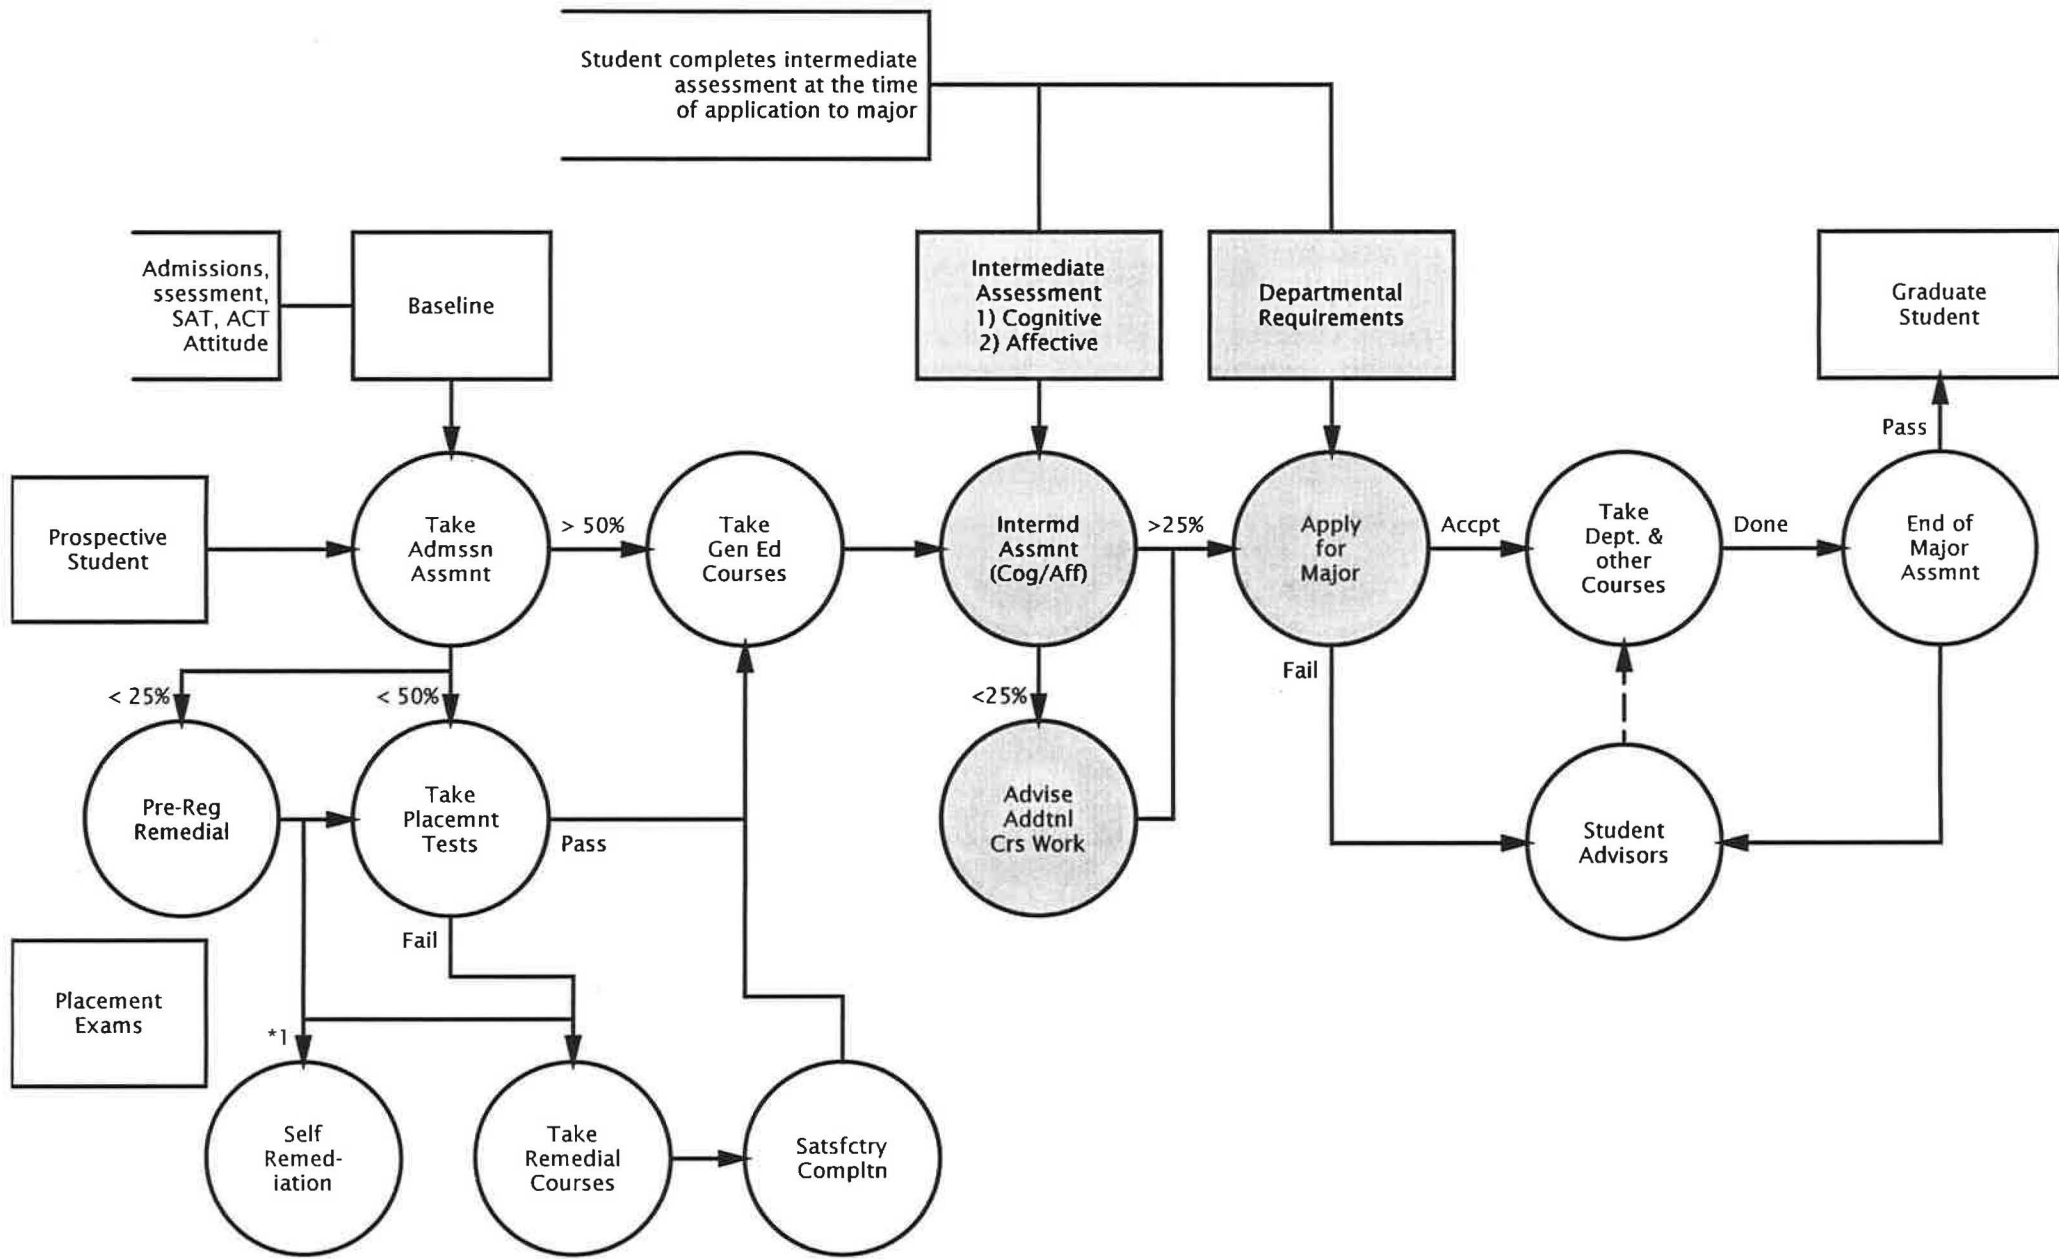 Student completes intermediate
assessment at the time
of application to major
Admissions,
ssessment,
SAT, ACT
Attitude
Baseline
Intermediate
Assessment
1) Cognitive
2) Affective
Departmental
Requirements
Graduate
Student
Pass
Prospective
Student
Take
Admssn
Assmnt
> 50%
Take
Gen Ed
Courses
Intermd
Assmnt
(Cog/Aff)
>25%
Apply
for
Major
Accpt
Take
Dept. &
other
Courses
Done
End of
Major
Assmnt
< 25%
< 50%
<25%
Fail
Pre-Reg
Remedial
Take
Placemnt
Tests
Pass
Advise
Addtnl
Crs Work
Student
Advisors
Fail
Placement
Exams
*1
Self
Remed-
iation
Take
Remedial
Courses
Satsfctry
Compltn